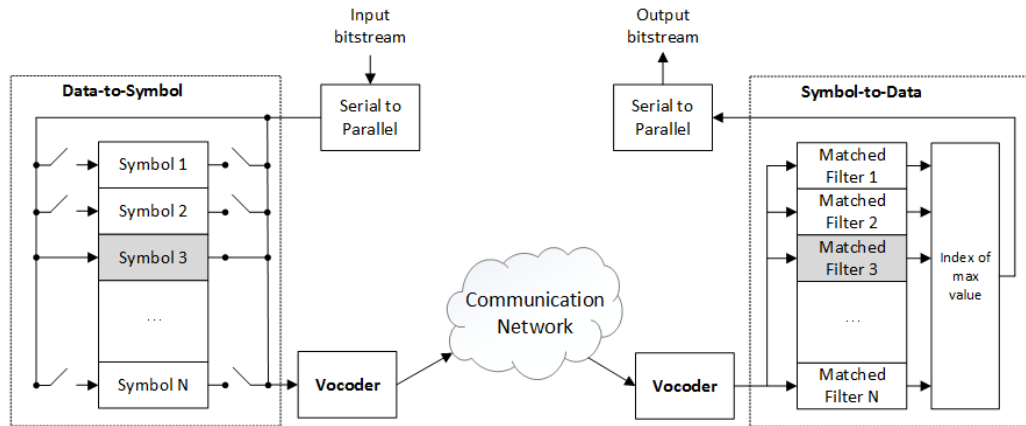 Input
bitstream
Output
bitstream
Data-to-Symbol
Serial to
Parallel
Serial to
Parallel
Symbol-to-Data
Symbol 1
Symbol 2
Symbol 3
...
Symbol N
Vocoder
Communication
Network
Vocoder
Matched
Filter 1
Matched
Filter 2
Matched
Filter 3
...
Matched
Filter N
Index of
max
value